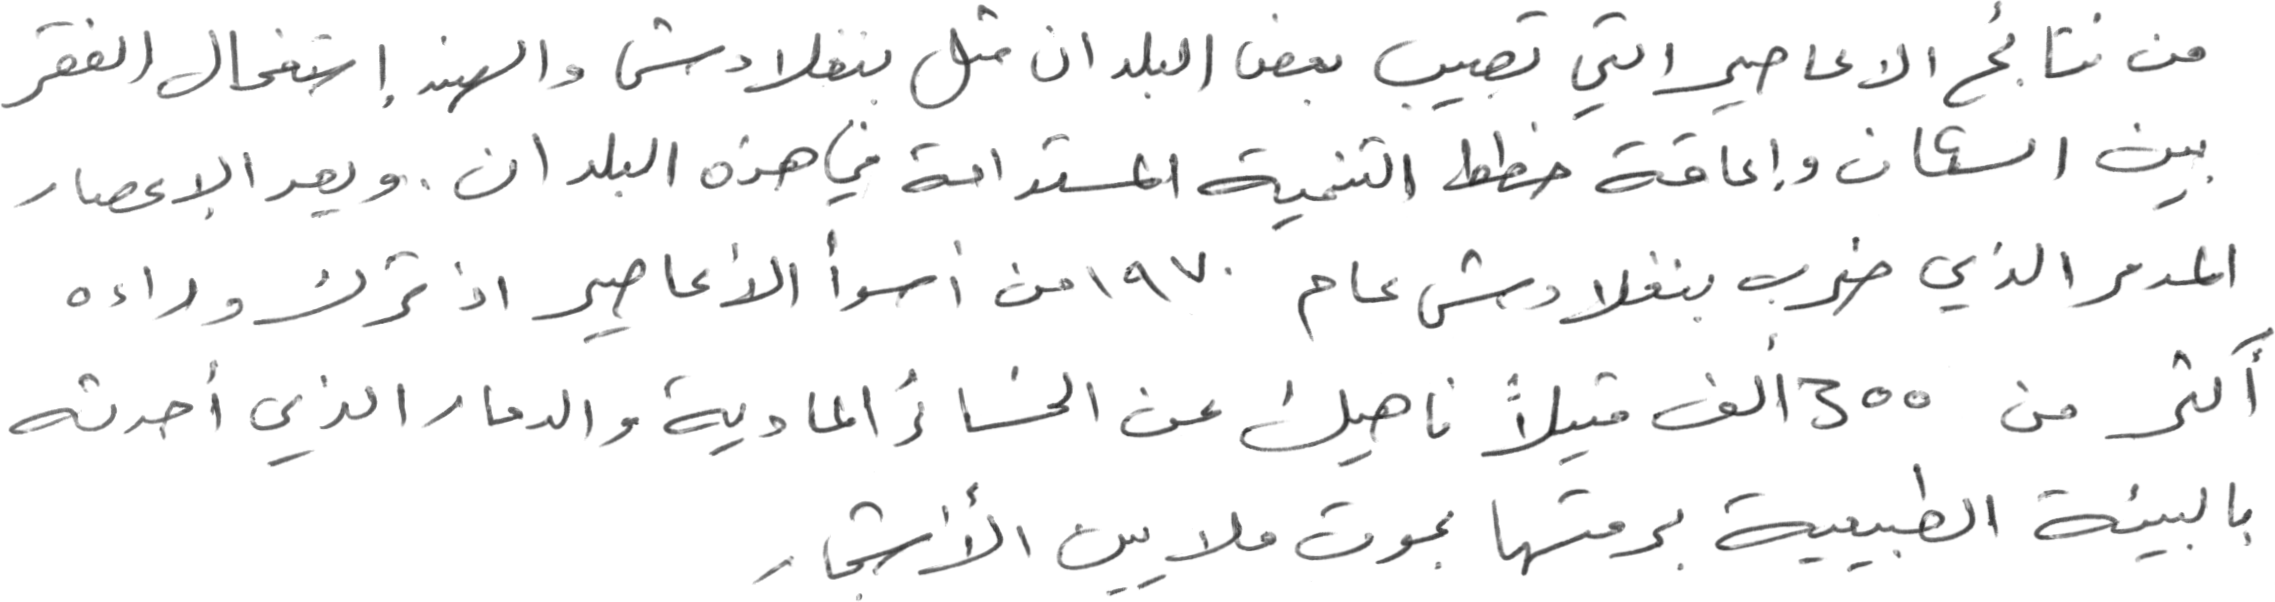 من نتائج الاعاصير التي تصيب بعض البلدان مثل بنغلادش والهند إستفحال الفقر
بين السكان وإعاقة خطط التنمية المستدامة في هذه البلدان. ويعد الإعصار
المدمر الذي ضرب بنغلادش عام ١٩٧٠ من أسوأ الأعاصير اذ ترك وراءه
أكثر من 300 ألف قتيلاً ناهيك عن الخسائر المادية والدمار الذي أحدثه
بالبيئة الطبيعية برمتها بموت ملايين الأشجار